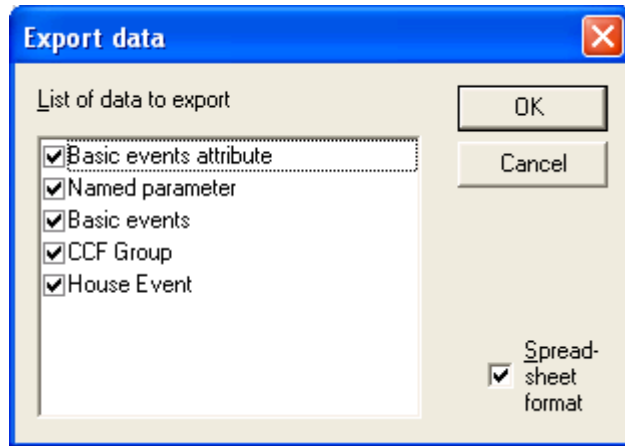 Export data
List of data to export
OK
Cancel
Basic events attribute
Named parameter
Basic events
CCF Group
House Event
Spread-
sheet
format